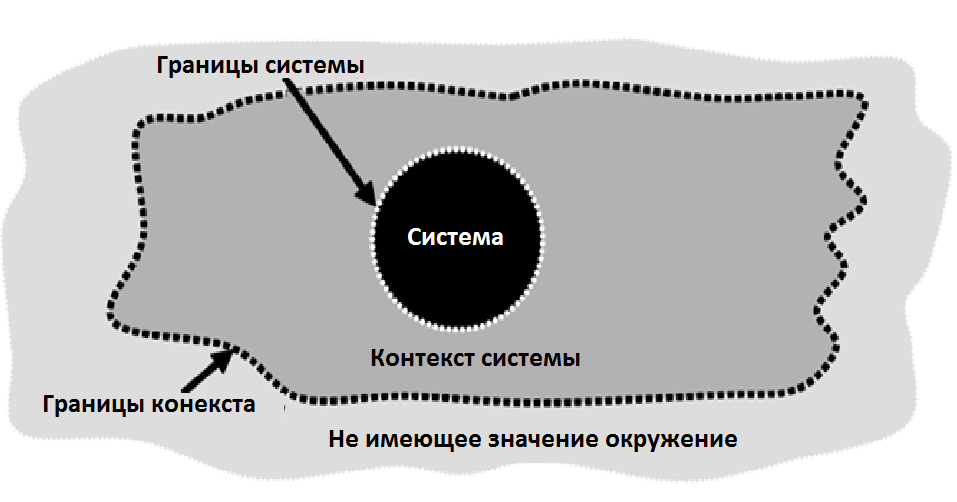 Границы системы
Система
Контекст системы
Границы конекста
Не имеющее значение окружение